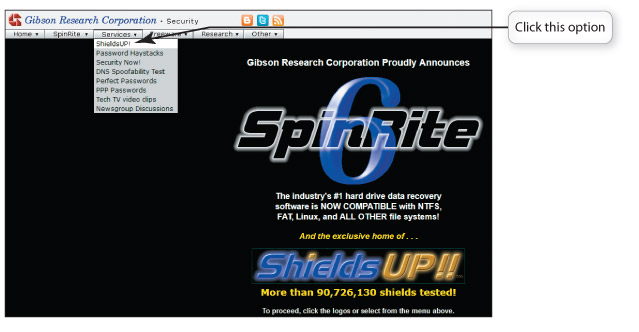 Gibson Research Corporation · Security
Click this option
Home ▾ SpinRite ▾ Services ▾ Freeware ▾ Research ▾ Other ▾
ShieldsUP!
Password Haystacks
Security Now!
DNS Spoofability Test
Perfect Passwords
PPP Passwords
Tech TV video clips
Newsgroup Discussions
Gibson Research Corporation Proudly Announces
SpinRite
6
The industry's #1 hard drive data recovery
software is NOW COMPATIBLE with NTFS,
FAT, Linux, and ALL OTHER file systems!
And the exclusive home of . . .
Shields UP!!
More than 90,726,130 shields tested!
To proceed, click the logos or select from the menu above.